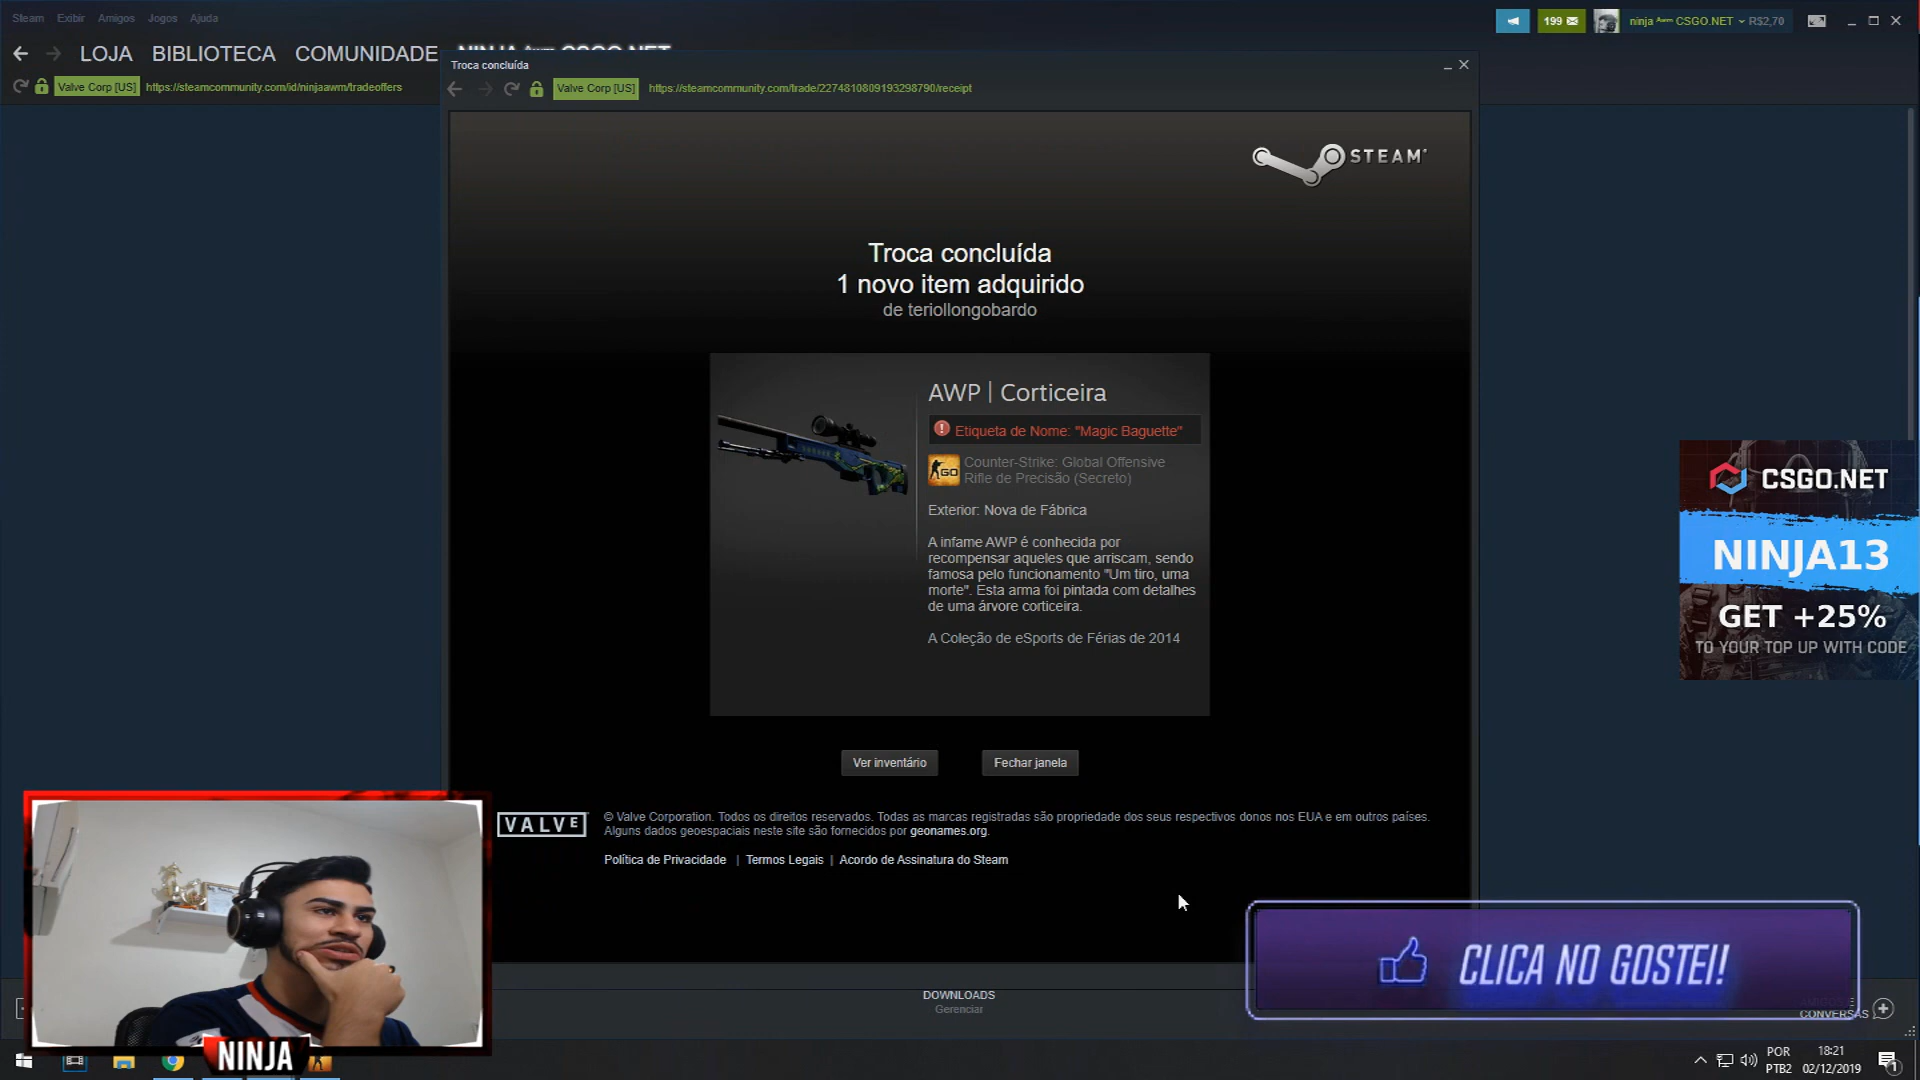 Steam Exibir Amigos Jogos Ajuda
199
ninja ᴬʷᵐ CSGO.NET R$2,70
LOJA BIBLIOTECA COMUNIDADE NINJA ᴬʷᵐ CSGO.NET
Valve Corp [US] https://steamcommunity.com/id/ninjaawm/tradeoffers
Troca concluída
Valve Corp [US] https://steamcommunity.com/trade/2274810809193298790/receipt
STEAM
Troca concluída
1 novo item adquirido
de teriollongobardo
AWP | Corticeira
Etiqueta de Nome: "Magic Baguette"
GO
Counter-Strike: Global Offensive
Rifle de Precisão (Secreto)
Exterior: Nova de Fábrica
A infame AWP é conhecida por
recompensar aqueles que arriscam, sendo
famosa pelo funcionamento "Um tiro, uma
morte". Esta arma foi pintada com detalhes
de uma árvore corticeira.
A Coleção de eSports de Férias de 2014
Ver inventário
Fechar janela
CSGO.NET
NINJA13
GET +25%
TO YOUR TOP UP WITH CODE
VALVE
© Valve Corporation. Todos os direitos reservados. Todas as marcas registradas são propriedade dos seus respectivos donos nos EUA e em outros países.
Alguns dados geoespaciais neste site são fornecidos por geonames.org.
Política de Privacidade | Termos Legais | Acordo de Assinatura do Steam
CLICA NO GOSTEI!
DOWNLOADS
Gerenciar
CONVERSAS
NINJA
POR
PTB2
18:21
02/12/2019
1